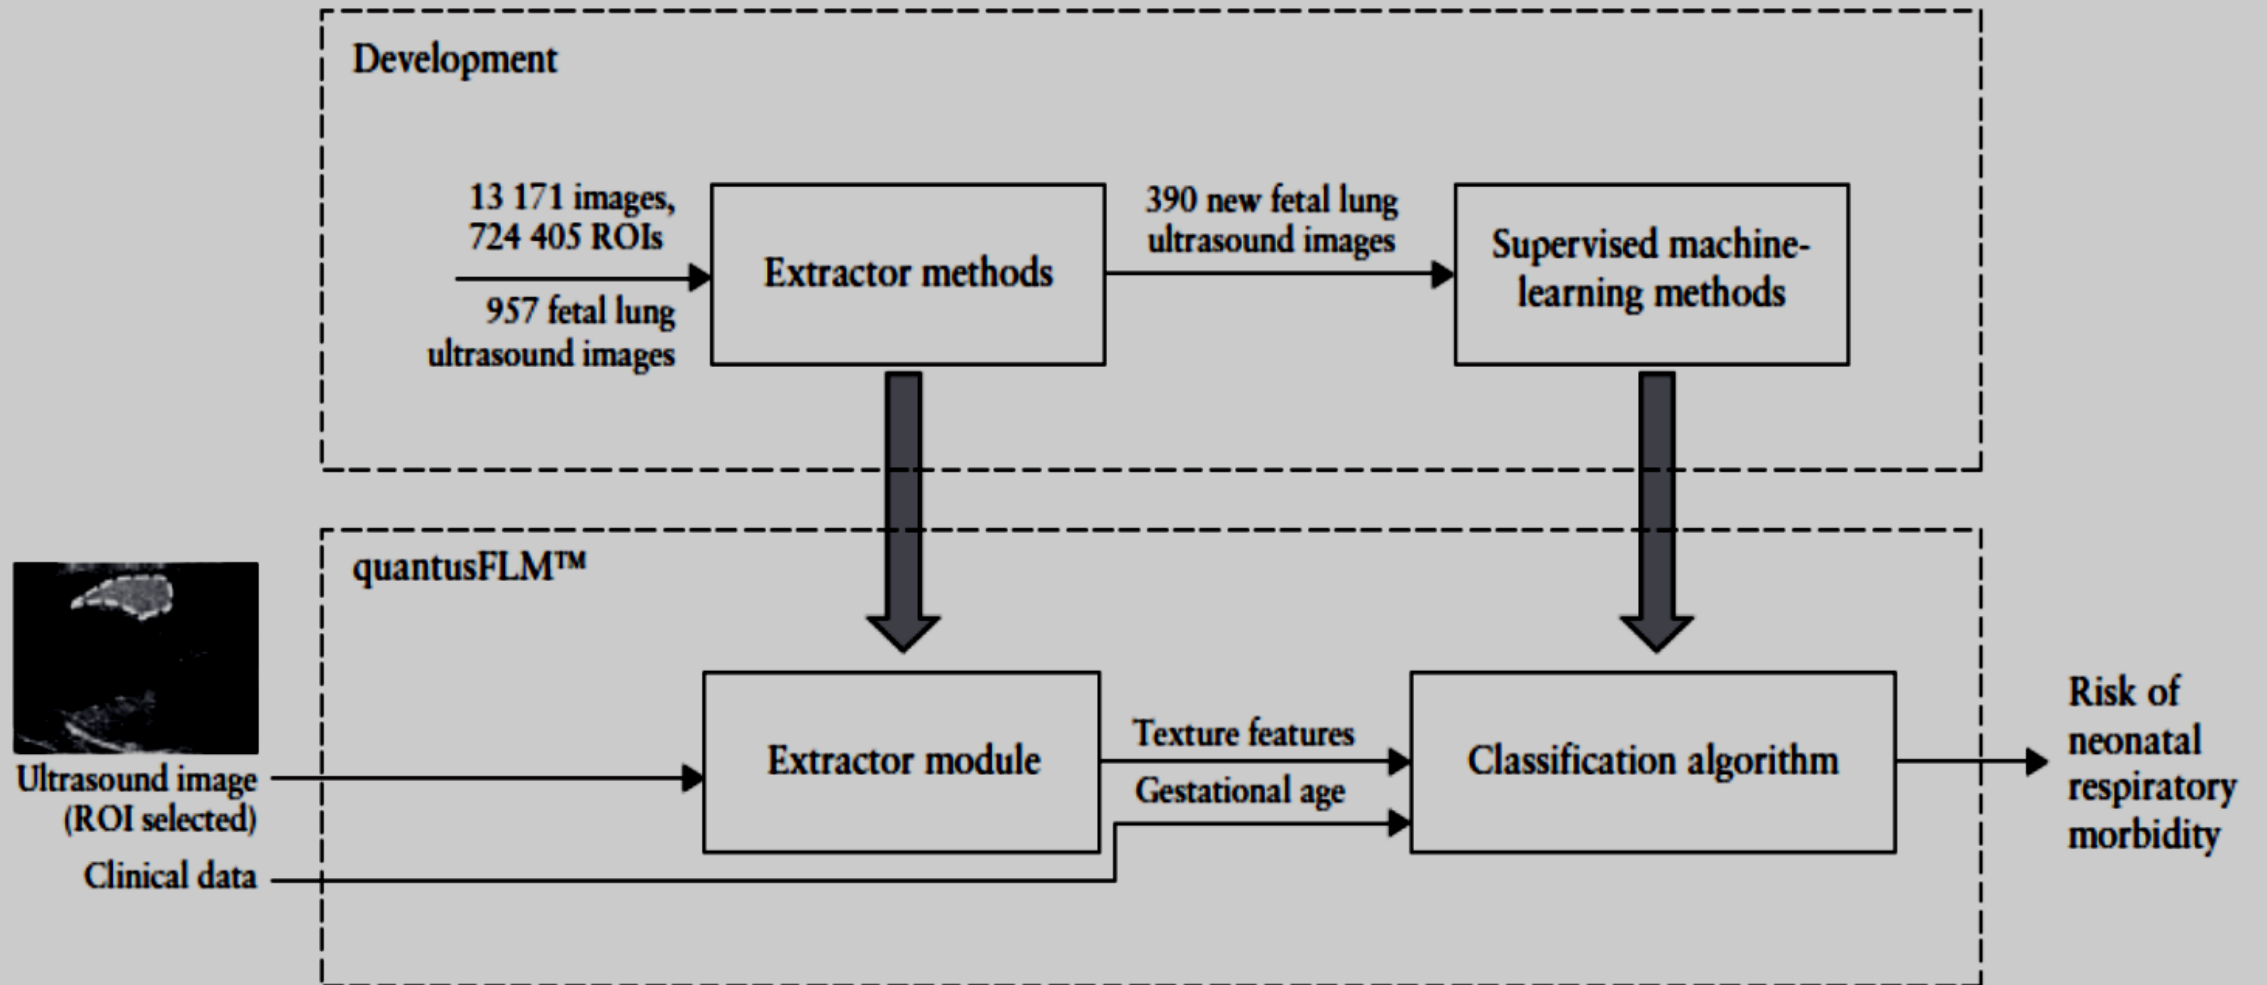 Development
13 171 images,
724 405 ROIs
957 fetal lung
ultrasound images
Extractor methods
390 new fetal lung
ultrasound images
Supervised machine-
learning methods
quantusFLM™
Ultrasound image
(ROI selected)
Clinical data
Extractor module
Texture features
Gestational age
Classification algorithm
Risk of
neonatal
respiratory
morbidity